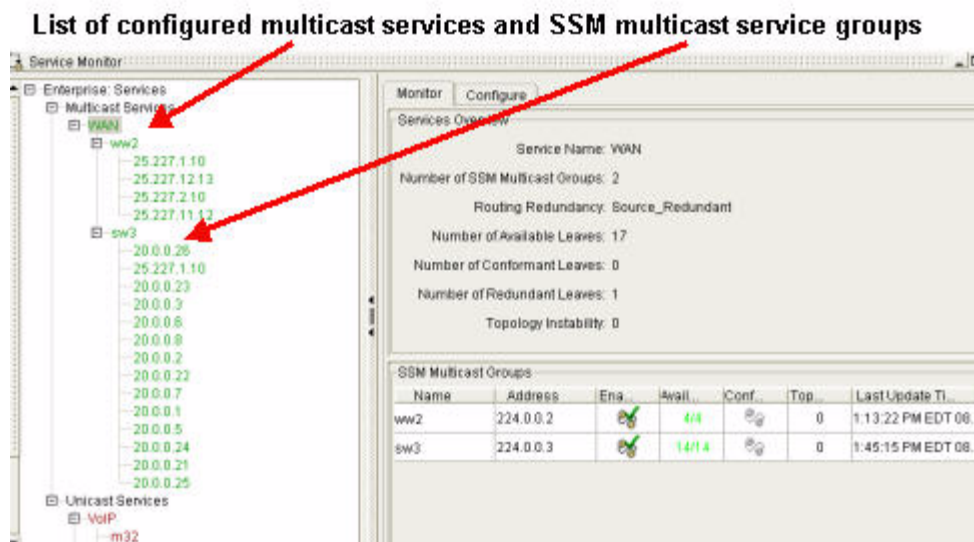 List of configured multicast services and SSM multicast service groups
Service Monitor
Enterprise: Services
Multicast Services
WAN
ww2
25.227.1.10
25.227.12.13
25.227.2.10
25.227.11.12
sw3
20.0.0.26
25.227.1.10
20.0.0.23
20.0.0.3
20.0.0.6
20.0.0.8
20.0.0.2
20.0.0.22
20.0.0.7
20.0.0.1
20.0.0.5
20.0.0.24
20.0.0.21
20.0.0.25
Unicast Services
VoIP
m32
Monitor Configure
Services Overview
Service Name: WAN
Number of SSM Multicast Groups: 2
Routing Redundancy: Source_Redundant
Number of Available Leaves: 17
Number of Conformant Leaves: 0
Number of Redundant Leaves: 1
Topology Instability: 0
SSM Multicast Groups
Name Address Ena... Avail... Conf... Top... Last Update Ti...
ww2 224.0.0.2 4/4 0 1:13:22 PM EDT 08.
sw3 224.0.0.3 14/14 0 1:45:15 PM EDT 08.